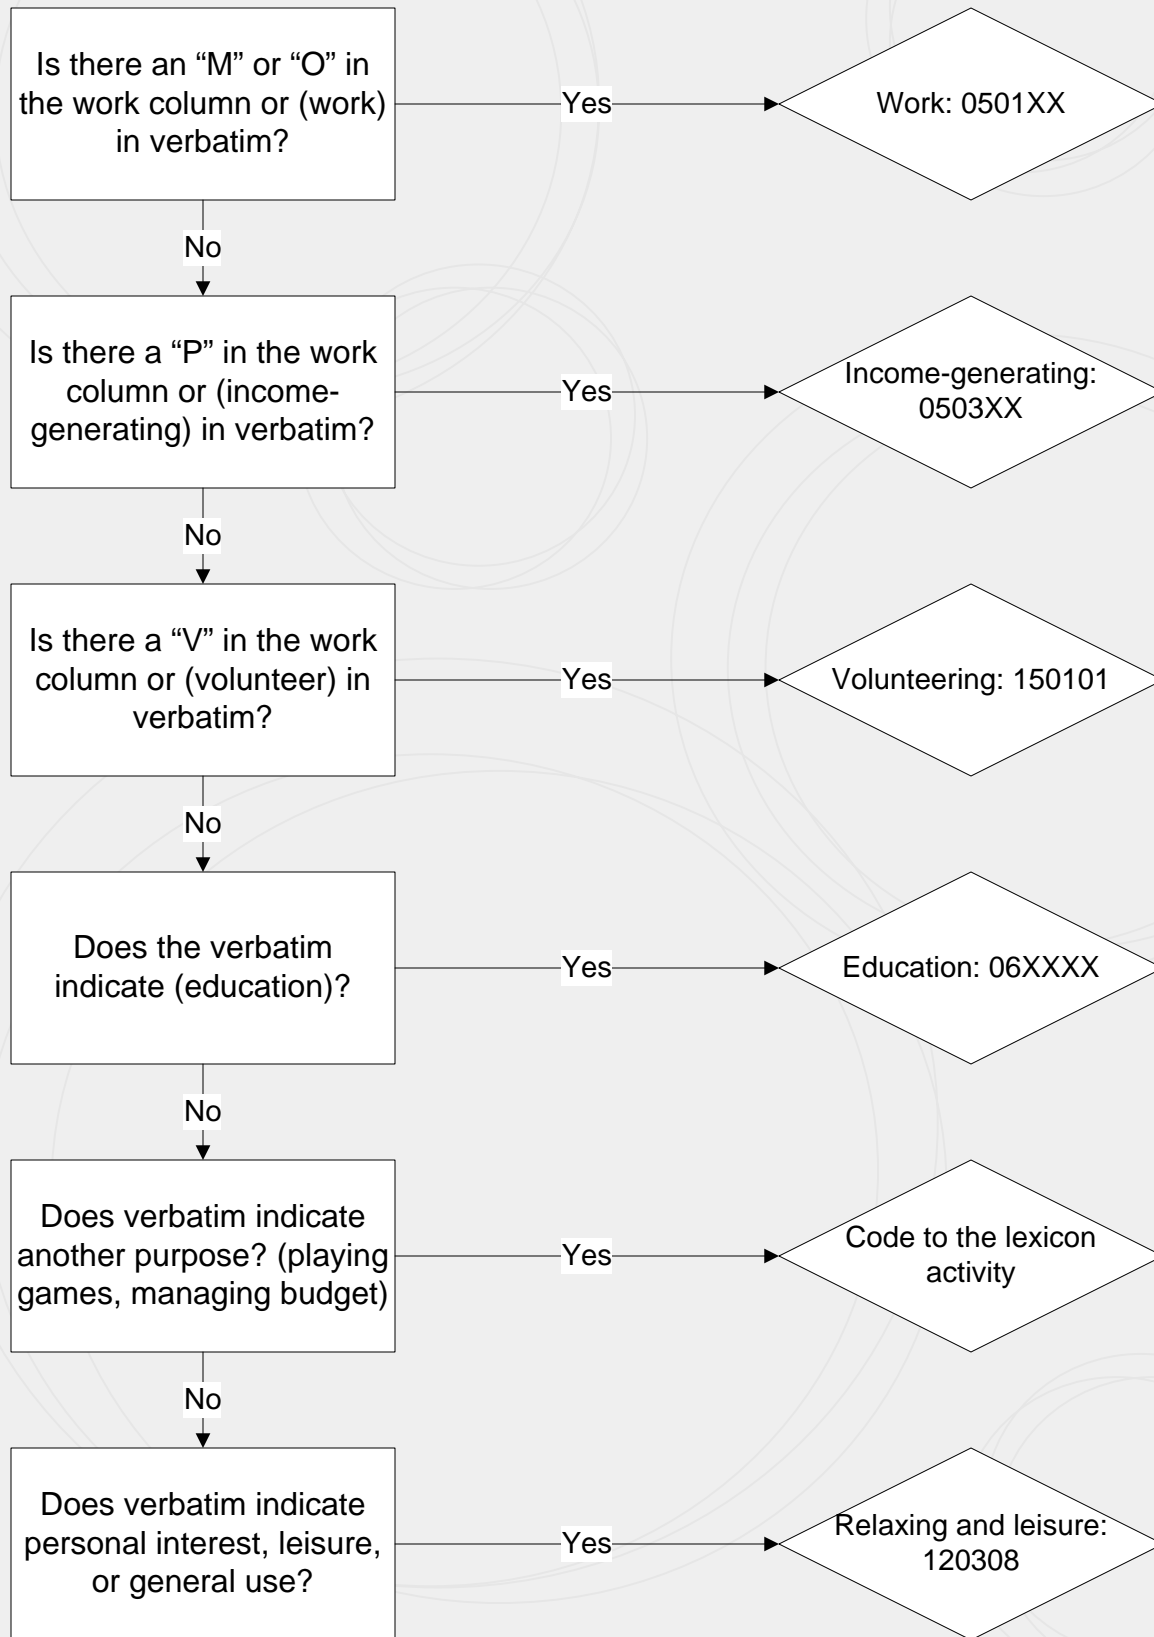 Is there an “M” or “O” in
the work column or (work)
in verbatim?
Yes
Work: 0501XX
No
Is there a “P” in the work
column or (income-
generating) in verbatim?
Yes
Income-generating:
0503XX
No
Is there a “V” in the work
column or (volunteer) in
verbatim?
Yes
Volunteering: 150101
No
Does the verbatim
indicate (education)?
Yes
Education: 06XXXX
No
Does verbatim indicate
another purpose? (playing
games, managing budget)
Yes
Code to the lexicon
activity
No
Does verbatim indicate
personal interest, leisure,
or general use?
Yes
Relaxing and leisure:
120308